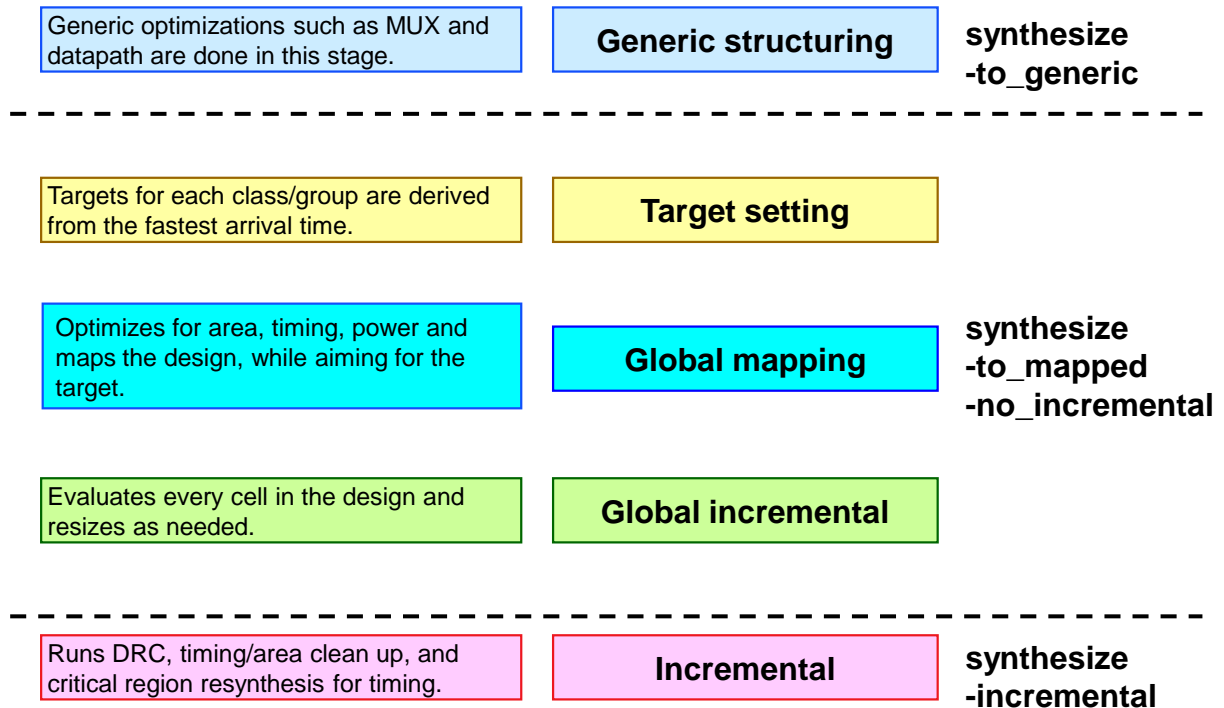 Generic optimizations such as MUX and
datapath are done in this stage.
Generic structuring
synthesize
-to_generic
Targets for each class/group are derived
from the fastest arrival time.
Target setting
Optimizes for area, timing, power and
maps the design, while aiming for the
target.
Global mapping
synthesize
-to_mapped
-no_incremental
Evaluates every cell in the design and
resizes as needed.
Global incremental
Runs DRC, timing/area clean up, and
critical region resynthesis for timing.
Incremental
synthesize
-incremental